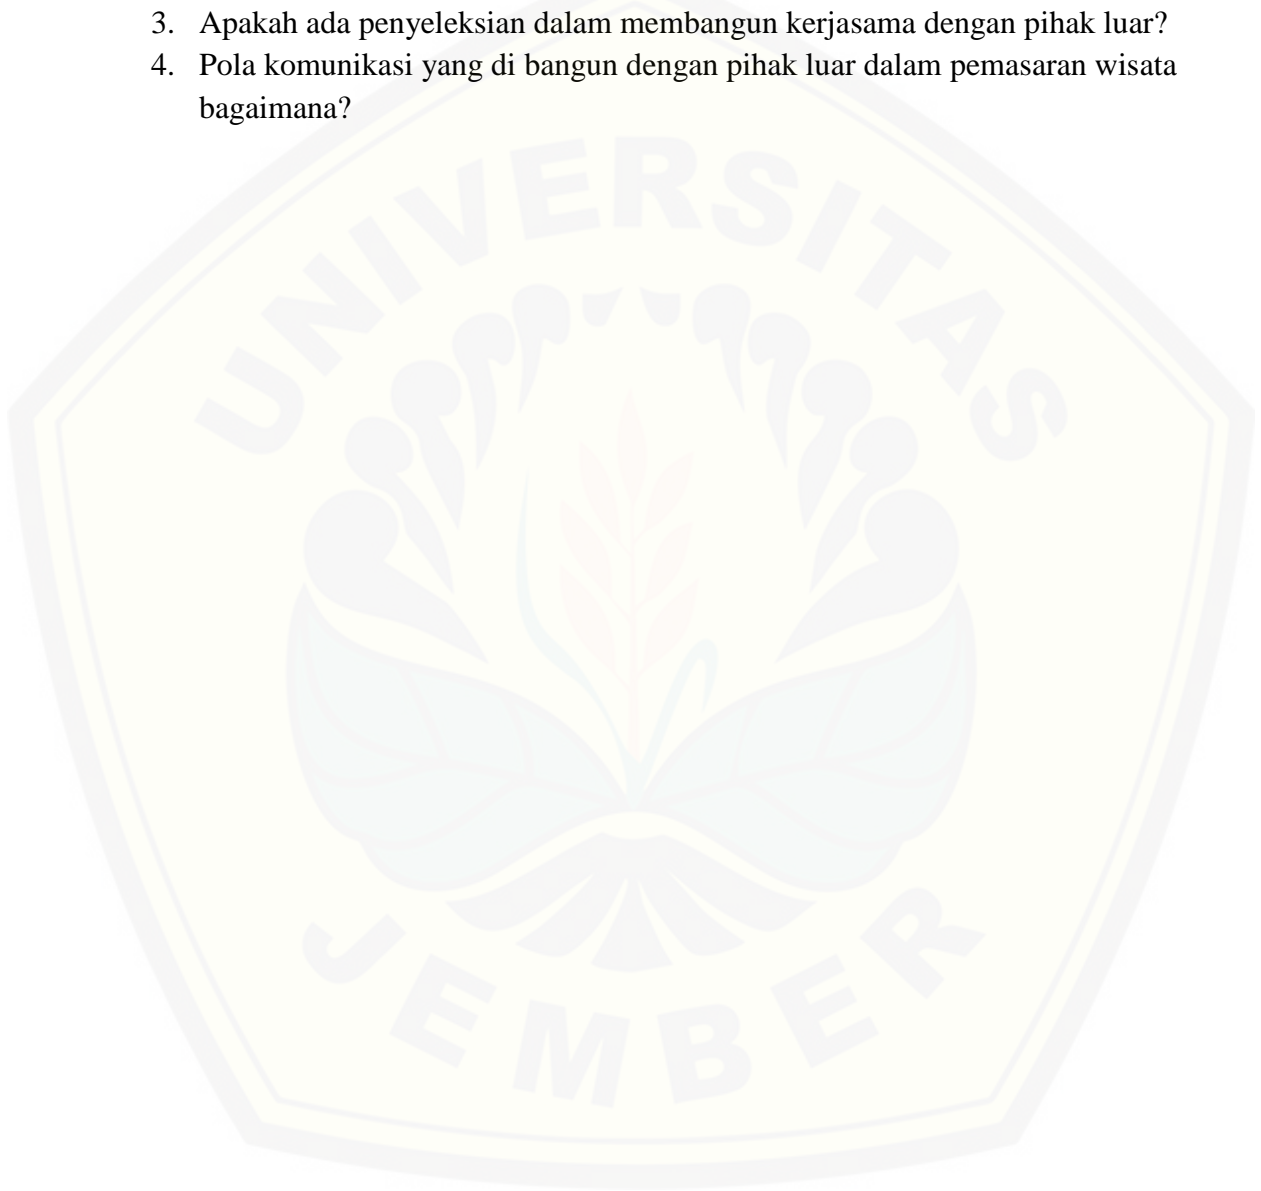 3. Apakah ada penyeleksian dalam membangun kerjasama dengan pihak luar?
4. Pola komunikasi yang di bangun dengan pihak luar dalam pemasaran wisata
bagaimana?
UNIVERSITAS
JEMBER